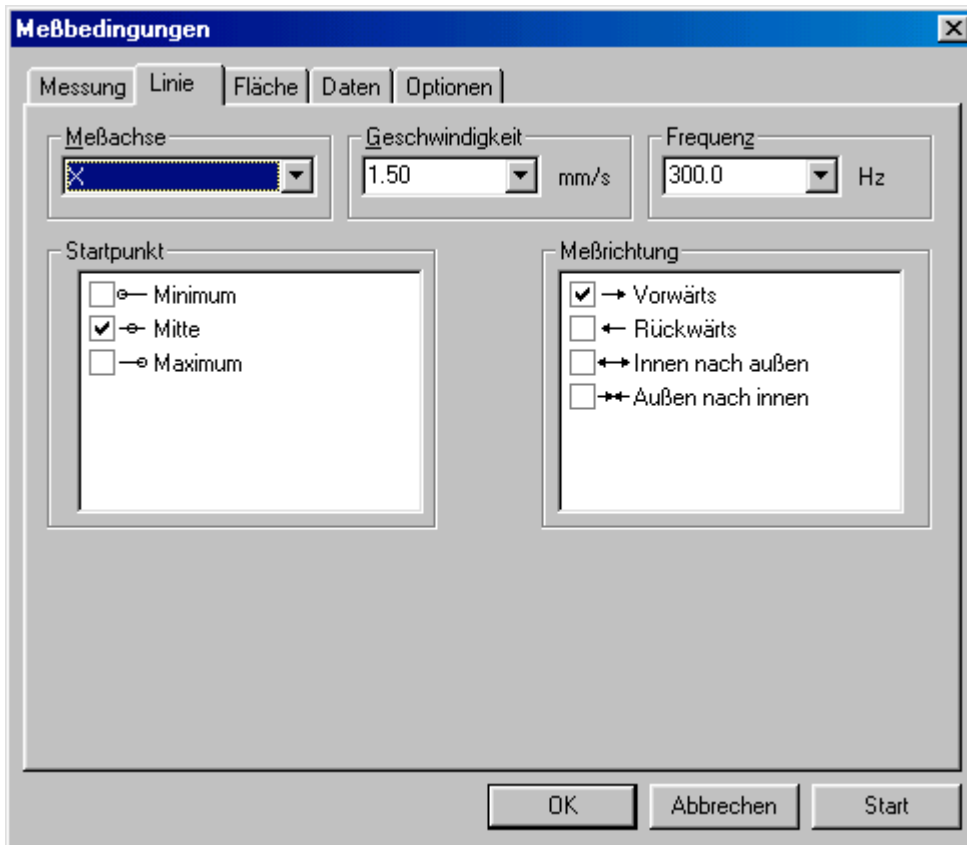 Meßbedingungen
Messung Linie Fläche Daten Optionen
Meßachse Geschwindigkeit Frequenz
X 1.50 mm/s 300.0 Hz
Startpunkt Meßrichtung
Minimum Vorwärts
Mitte Rückwärts
Maximum Innen nach außen
Außen nach innen
OK Abbrechen Start